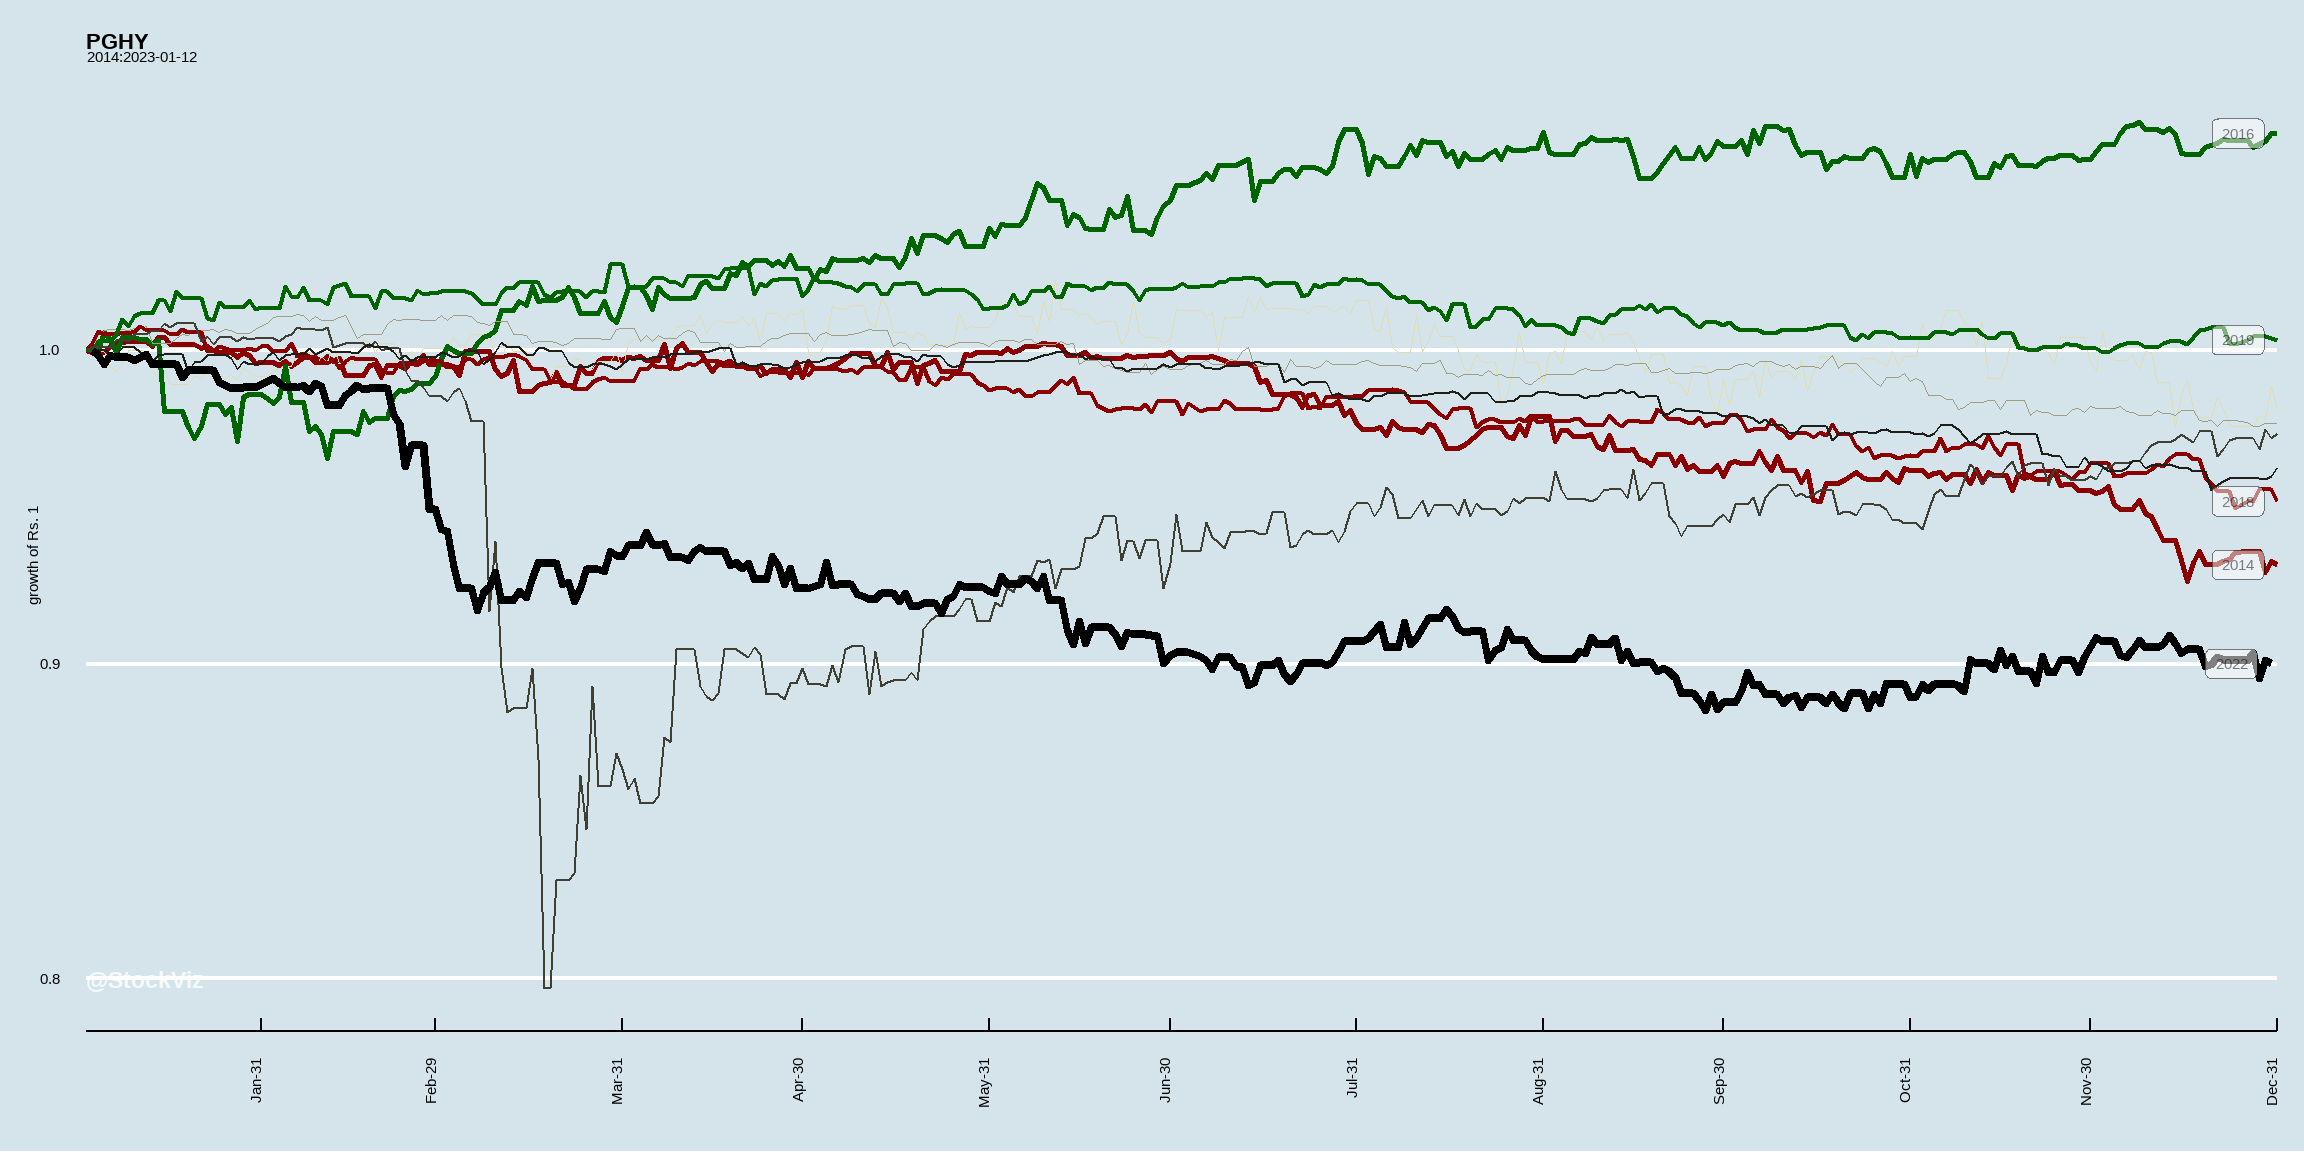 PGHY
2014:2023-01-12
2016
1.0
2019
2018
growth of Rs. 1
2014
0.9
2022
0.8
@StockViz
Jan-31
Feb-29
Mar-31
Apr-30
May-31
Jun-30
Jul-31
Aug-31
Sep-30
Oct-31
Nov-30
Dec-31